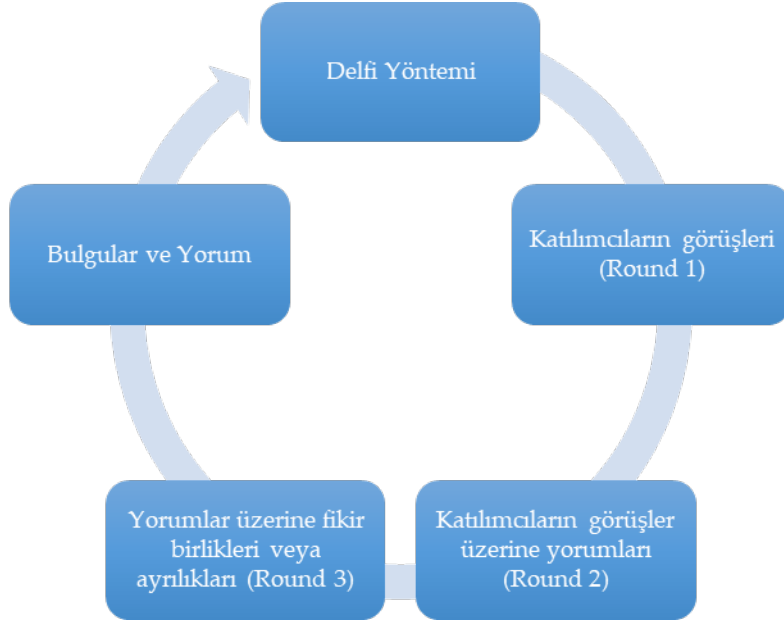 Delfi Yöntemi
Katılımcıların görüşleri
(Round 1)
Katılımcıların görüşler
üzerine yorumları
(Round 2)
Yorumlar üzerine fikir
birlikleri veya
ayrılıkları (Round 3)
Bulgular ve Yorum